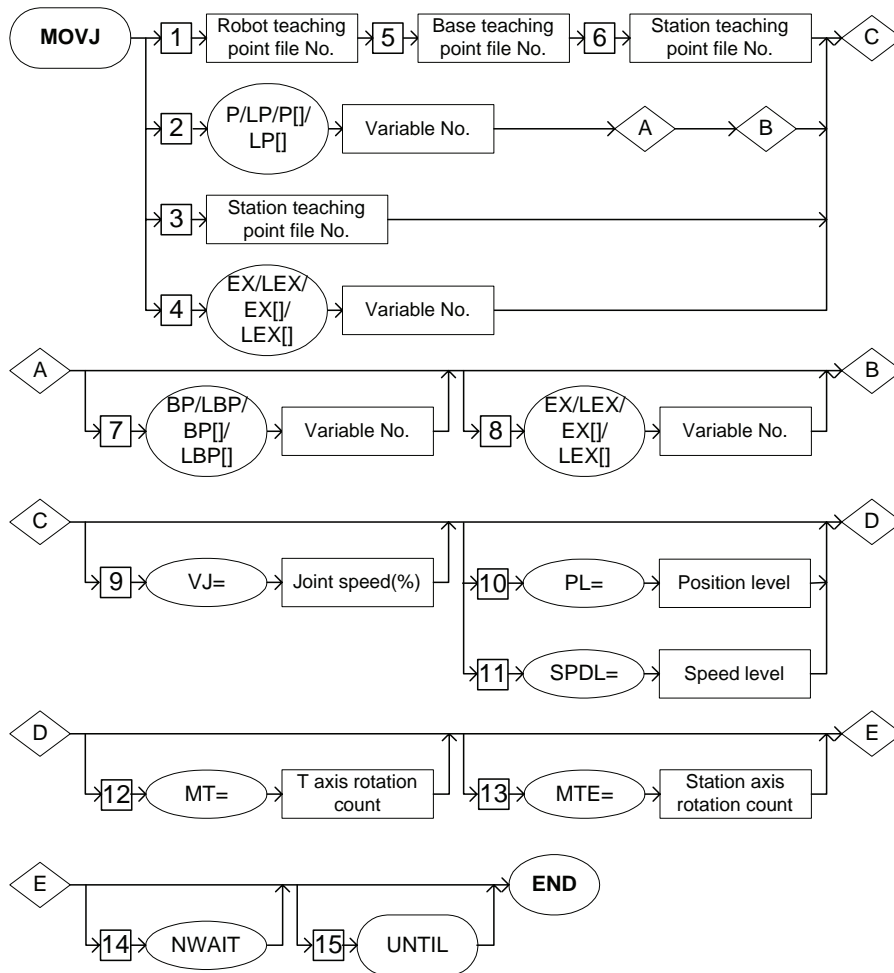 MOVJ
1
Robot teaching
point file No.
5
Base teaching
point file No.
6
Station teaching
point file No.
C
2
P/LP/P[]/
LP[]
Variable No.
A
B
3
Station teaching
point file No.
4
EX/LEX/
EX[]/
LEX[]
Variable No.
A
7
BP/LBP/
BP[]/
LBP[]
Variable No.
8
EX/LEX/
EX[]/
LEX[]
Variable No.
B
C
9
VJ=
Joint speed(%)
10
PL=
Position level
D
11
SPDL=
Speed level
D
12
MT=
T axis rotation
count
13
MTE=
Station axis
rotation count
E
E
14
NWAIT
15
UNTIL
END